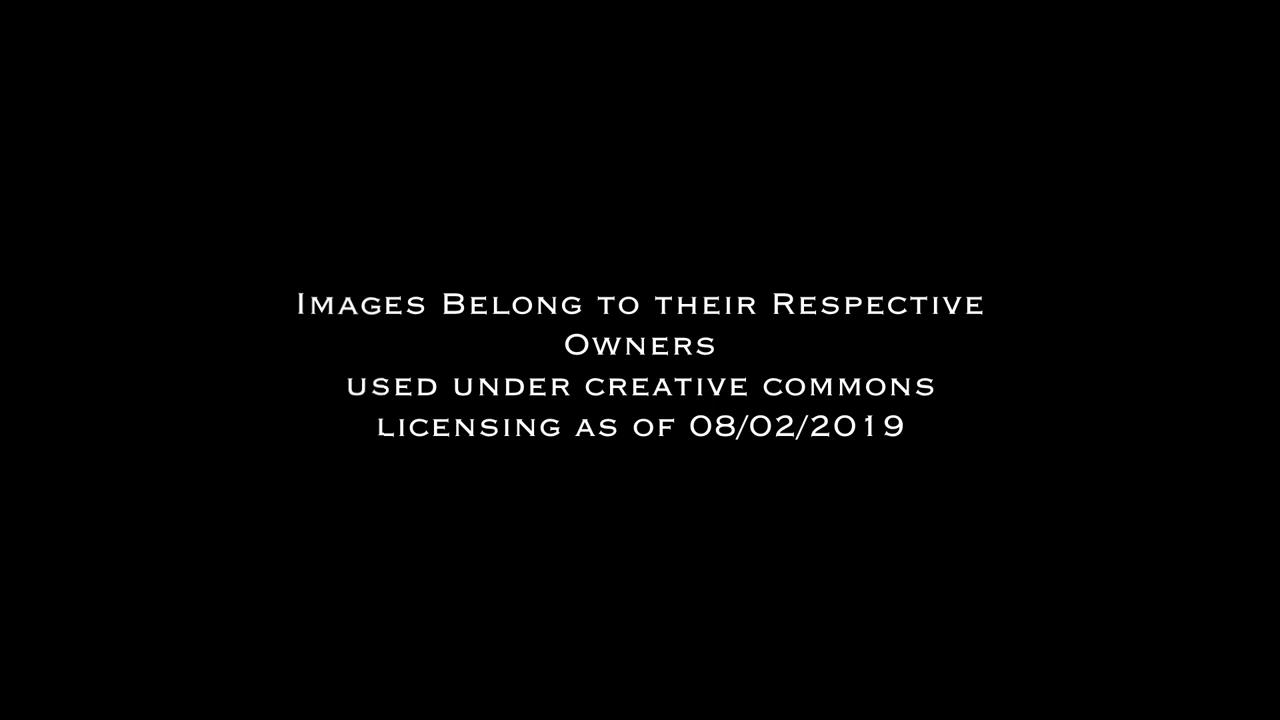 Images Belong to their Respective
Owners
used under creative commons
licensing as of 08/02/2019